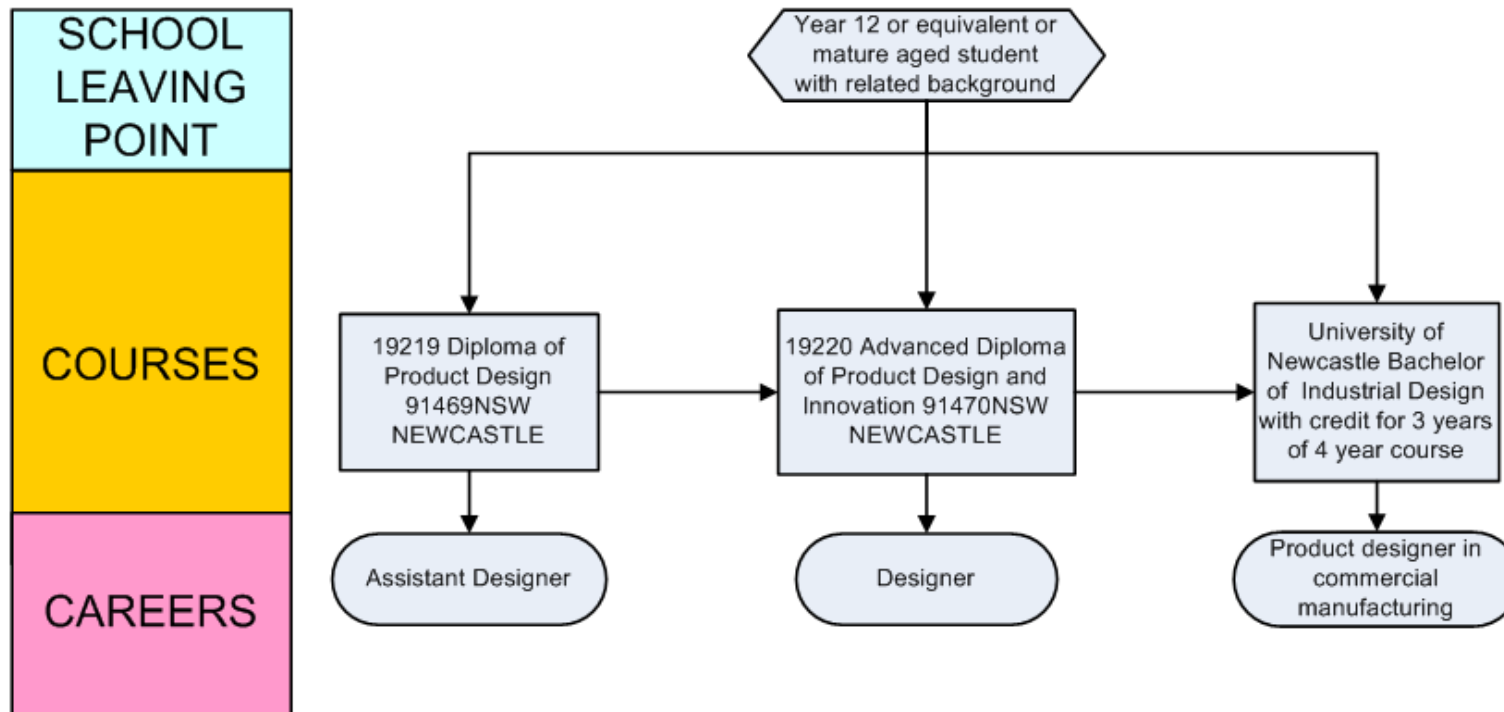 SCHOOL
LEAVING
POINT
Year 12 or equivalent or
mature aged student
with related background
COURSES
19219 Diploma of
Product Design
91469NSW
NEWCASTLE
19220 Advanced Diploma
of Product Design and
Innovation 91470NSW
NEWCASTLE
University of
Newcastle Bachelor
of Industrial Design
with credit for 3 years
of 4 year course
CAREERS
Assistant Designer
Designer
Product designer in
commercial
manufacturing